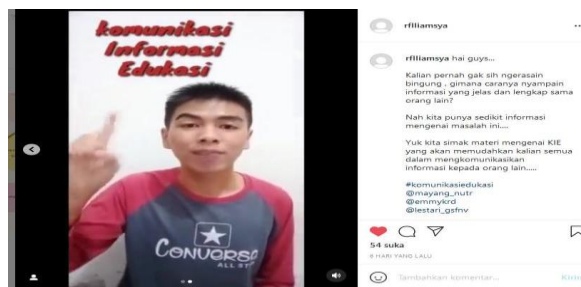 komunikasi
Informasi
Edukasi
CONVERSE
ALL ST
rflliamsya
rflliamsya hai guys...
Kalian pernah gak sih ngerasain
bingung , gimana caranya nyampain
informasi yang jelas dan lengkap sama
orang lain?
Nah kita punya sedikit informasi
mengenai masalah ini....
Yuk kita simak materi mengenai KIE
yang akan memudahkan kalian semua
dalam mengkomunikasikan
informasi kepada orang lain.....
#komunikasiedukasi
@mayang_nutr
@emmykrd
@lestari_gsfnv
54 suka
6 HARI YANG LALU
Tambahkan komentar...
Kirim